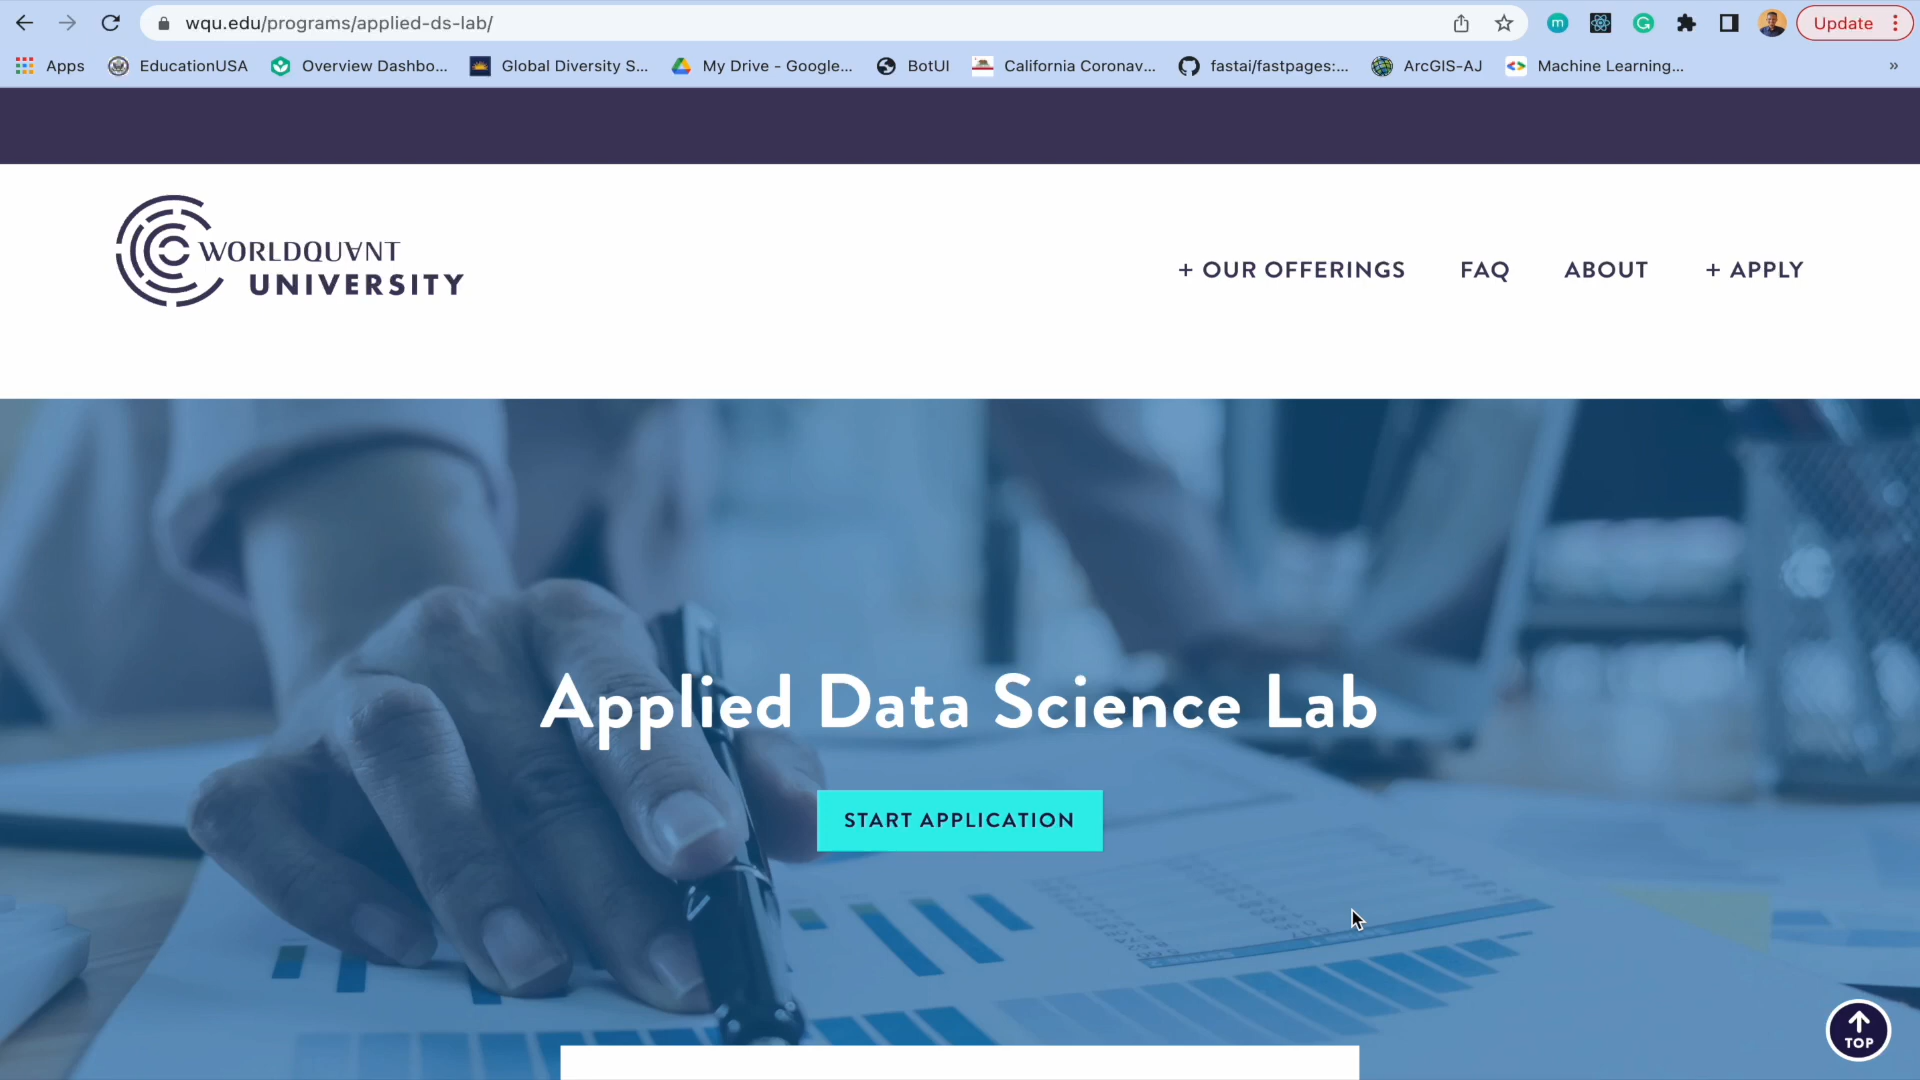 wqu.edu/programs/applied-ds-lab/
m
G
Update
Apps
EducationUSA
Overview Dashbo...
Global Diversity S...
My Drive - Google...
BotUI
California Coronav...
fastai/fastpages:...
ArcGIS-AJ
Machine Learning...
»
WORLDQUⱯNT
UNIVERSITY
+ OUR OFFERINGS
FAQ
ABOUT
+ APPLY
Applied Data Science Lab
START APPLICATION
TOP